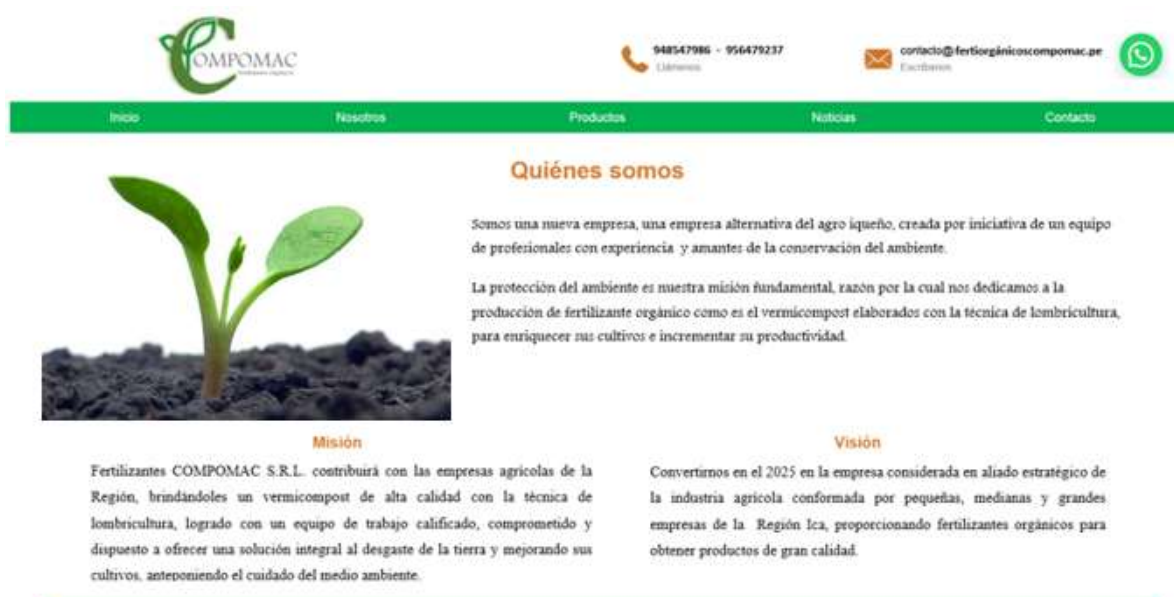 COMPOMAC
948547986 - 956479237
Llámenos
contacto@fertiorgánicoscompomac.pe
Escríbanos
Inicio
Nosotros
Productos
Noticias
Contacto
Quiénes somos
Somos una nueva empresa, una empresa alternativa del agro iqueño, creada por iniciativa de un equipo
de profesionales con experiencia y amantes de la conservación del ambiente.
La protección del ambiente es nuestra misión fundamental, razón por la cual nos dedicamos a la
producción de fertilizante orgánico como es el vermicompost elaborados con la técnica de lombricultura,
para enriquecer sus cultivos e incrementar su productividad.
Misión
Fertilizantes COMPOMAC S.R.L. contribuirá con las empresas agrícolas de la
Región, brindándoles un vermicompost de alta calidad con la técnica de
lombricultura, logrado con un equipo de trabajo calificado, comprometido y
dispuesto a ofrecer una solución integral al desgaste de la tierra y mejorando sus
cultivos, anteponiendo el cuidado del medio ambiente.
Visión
Convertirnos en el 2025 en la empresa considerada en aliado estratégico de
la industria agrícola conformada por pequeñas, medianas y grandes
empresas de la Región Ica, proporcionando fertilizantes orgánicos para
obtener productos de gran calidad.